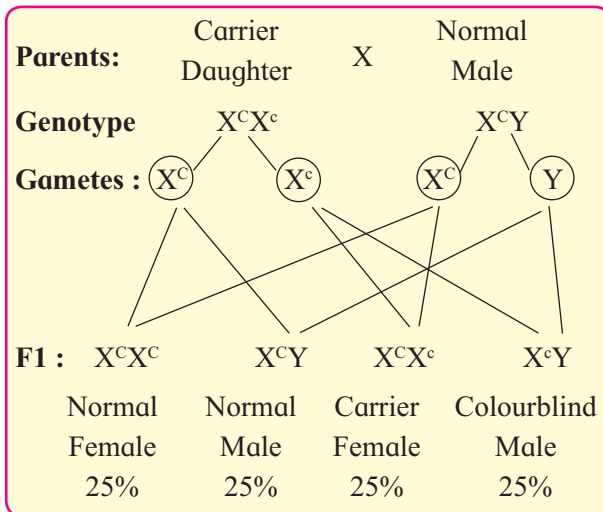 Carrier Normal
Parents: Daughter X Male
Genotype XᶜXᶜ XᶜY
Gametes : Xᶜ Xᶜ Xᶜ Y
F1 : XᶜXᶜ XᶜY XᶜXᶜ XᶜY
Normal Normal Carrier Colourblind
Female Male Female Male
25% 25% 25% 25%